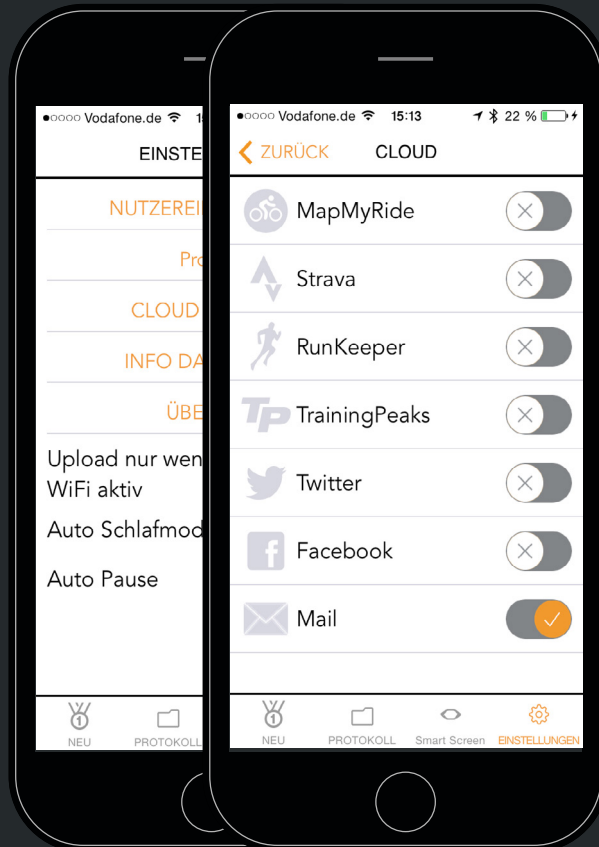 Vodafone.de
EINSTE
NUTZEREI
Pro
CLOUD
INFO DA
ÜBE
Upload nur wen
WiFi aktiv
Auto Schlafmod
Auto Pause
NEU PROTOKOLL
Vodafone.de 15:13 22 %
ZURÜCK CLOUD
MapMyRide
Strava
RunKeeper
TP TrainingPeaks
Twitter
f Facebook
Mail
NEU PROTOKOLL Smart Screen EINSTELLUNGEN